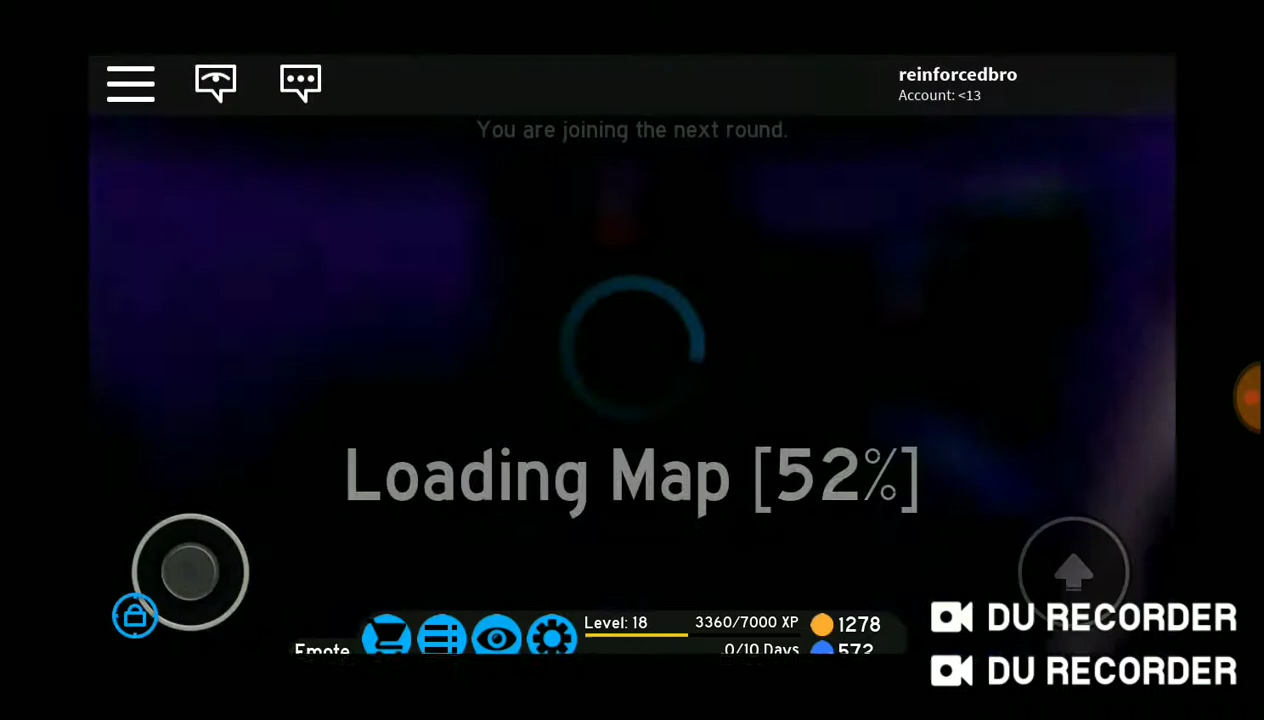 reinforcedbro
Account: <13
You are joining the next round.
Loading Map [52%]
Level: 18
3360/7000 XP
1278
Emote
.0/10 Days
572
DU RECORDER
DU RECORDER